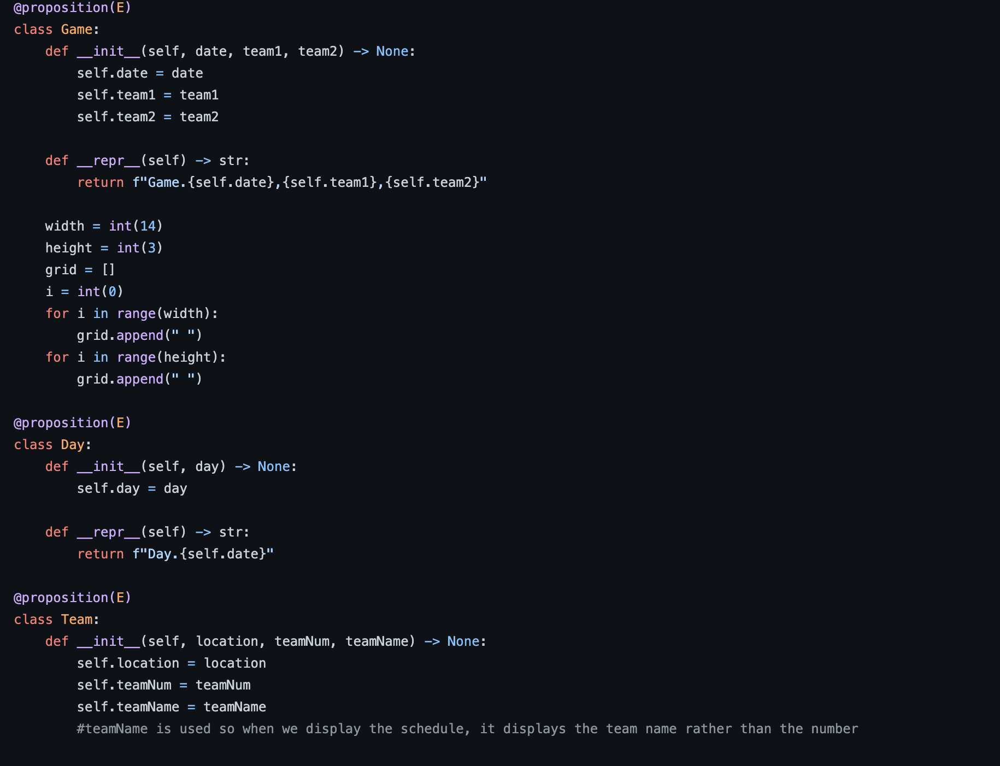 @proposition(E)
class Game:
    def __init__(self, date, team1, team2) -> None:
        self.date = date
        self.team1 = team1
        self.team2 = team2

    def __repr__(self) -> str:
        return f"Game.{self.date},{self.team1},{self.team2}"

    width = int(14)
    height = int(3)
    grid = []
    i = int(0)
    for i in range(width):
        grid.append(" ")
    for i in range(height):
        grid.append(" ")

@proposition(E)
class Day:
    def __init__(self, day) -> None:
        self.day = day

    def __repr__(self) -> str:
        return f"Day.{self.date}"

@proposition(E)
class Team:
    def __init__(self, location, teamNum, teamName) -> None:
        self.location = location
        self.teamNum = teamNum
        self.teamName = teamName
        #teamName is used so when we display the schedule, it displays the team name rather than the number